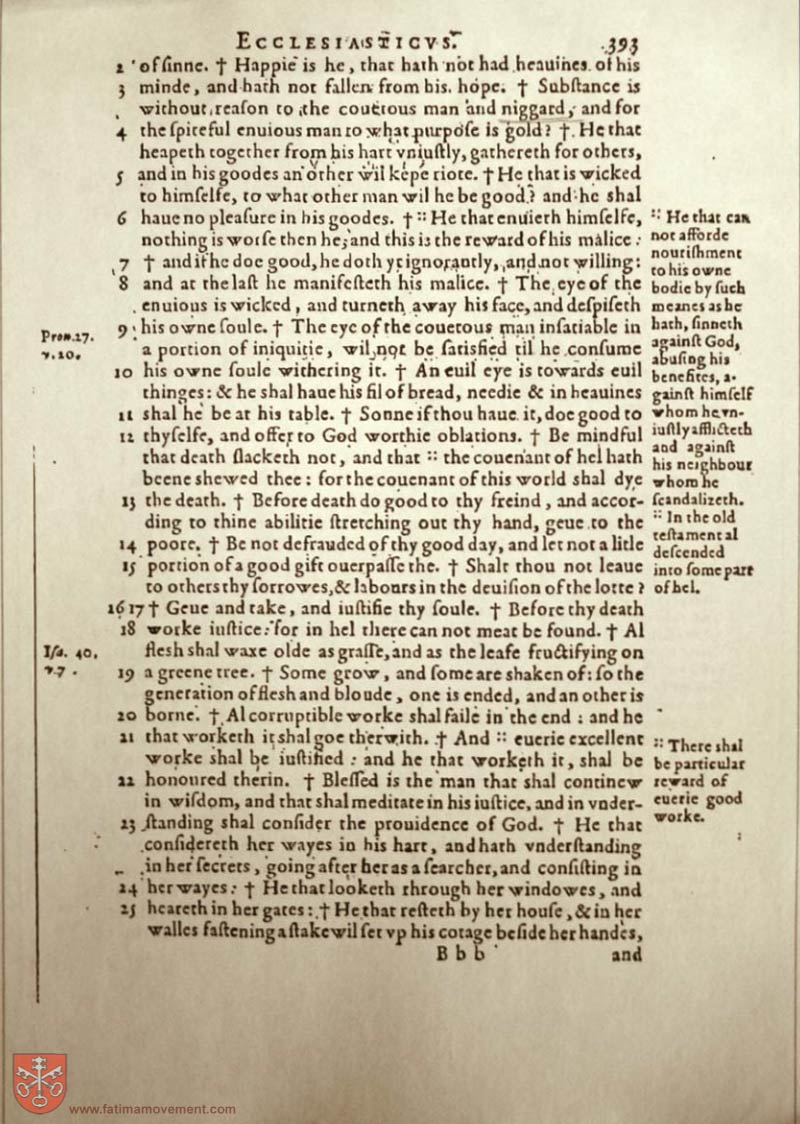 ECCLESIASTICVS. 393
2 of sinne. † Happie is he, that hath not had heauines of his
3 minde, and hath not fallen from his hope. † Substance is
without reason to the couetous man and niggard, and for
4 the spiteful enuious man to what purpose is gold? † He that
heapeth together from his hart vniustly, gathereth for others,
5 and in his goodes an other wil kepe riote. † He that is wicked
to himselfe, to what other man wil he be good? and he shal
6 haue no pleasure in his goodes. † :: He that enuieth himselfe,
nothing is worse then he, and this is the reward of his malice:
7 † and if he doe good, he doth yt ignorantly, and not willing:
8 and at the last he manifesteth his malice. † The eye of the
enuious is wicked, and turneth away his face, and despiseth
9 his owne soule. † The eye of the couetous man insatiable in
a portion of iniquitie, wil not be satisfied til he consume
10 his owne soule withering it. † An euil eye is towards euil
thinges: & he shal haue his fil of bread, needie & in heauines
11 shal he be at his table. † Sonne if thou haue it, doe good to
12 thyselfe, and offer to God worthie oblations. † Be mindful
that death slacketh not, and that :: the couenant of hel hath
beene shewed thee: for the couenant of this world shal dye
13 the death. † Before death do good to thy freind, and accor-
ding to thine abilitie stretching out thy hand, geue to the
14 poore. † Be not defrauded of thy good day, and let not a litle
15 portion of a good gift ouerpasse the. † Shalt thou not leaue
to others thy sorrowes, & labours in the deuision of the lotte?
16 17 † Geue and take, and iustifie thy soule. † Before thy death
18 worke iustice: for in hel there can not meat be found. † Al
flesh shal waxe olde as grasse, and as the leafe fructifying on
19 a greene tree. † Some grow, and some are shaken of: so the
generation of flesh and bloude, one is ended, and an other is
20 borne. † Al corruptible worke shal faile in the end: and he
21 that worketh it shal goe therwith. † And :: euerie excellent
worke shal be iustified: and he that worketh it, shal be
22 honoured therin. † Blessed is the man that shal continew
in wisdom, and that shal meditate in his iustice, and in vnder-
23 standing shal consider the prouidence of God. † He that
considereth her wayes in his hart, and hath vnderstanding
in her secrets, going after her as a searcher, and consisting in
24 her wayes: † He that looketh through her windowes, and
25 heareth in her gates: † He that resteth by her house, & in her
walles fastening a stake wil set vp his cotage beside her handes,
B b b and
Prou. 27.
v. 20.
Isa. 40.
v. 7.
:: He that can
not afforde
nourishment
to his owne
bodie by such
meanes as he
hath, sinneth
against God,
abusing his
benefites, a-
gainst himself
whom he vn-
iustly afflicteth
and against
his neighbour
whom he
scandalizeth.
:: In the old
testament al
descended
into some part
of hel.
:: There shal
be particular
reward of
euerie good
worke.
www.fatimamovement.com